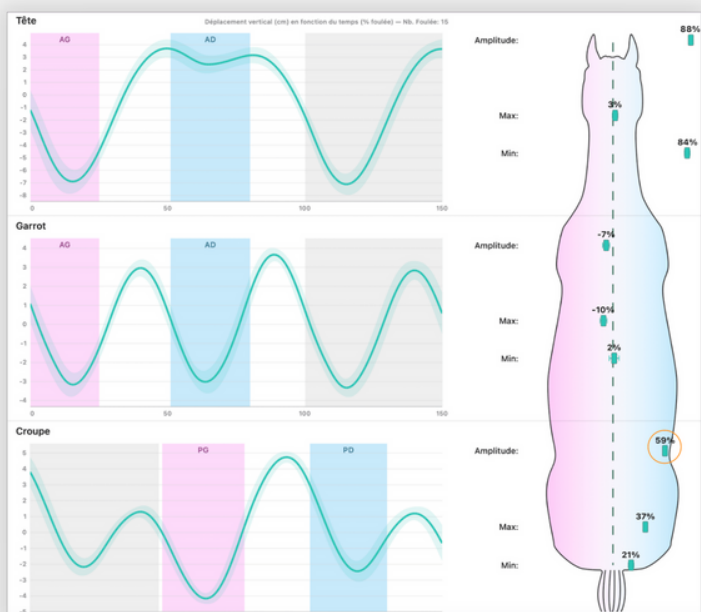 Tête
Déplacement vertical (cm) en fonction du temps (% foulée) — Nb. Foulée: 15
AG
AD
4
3
2
1
0
-1
-2
-3
-4
-5
-6
-7
-8
0
50
100
150
Amplitude:
88%
Max:
3%
Min:
84%
Garrot
AG
AD
4
3
2
1
0
-1
-2
-3
-4
0
50
100
150
Amplitude:
-7%
Max:
-10%
Min:
2%
Croupe
PG
PD
5
4
3
2
1
0
-1
-2
-3
-4
Amplitude:
59%
Max:
37%
Min:
21%